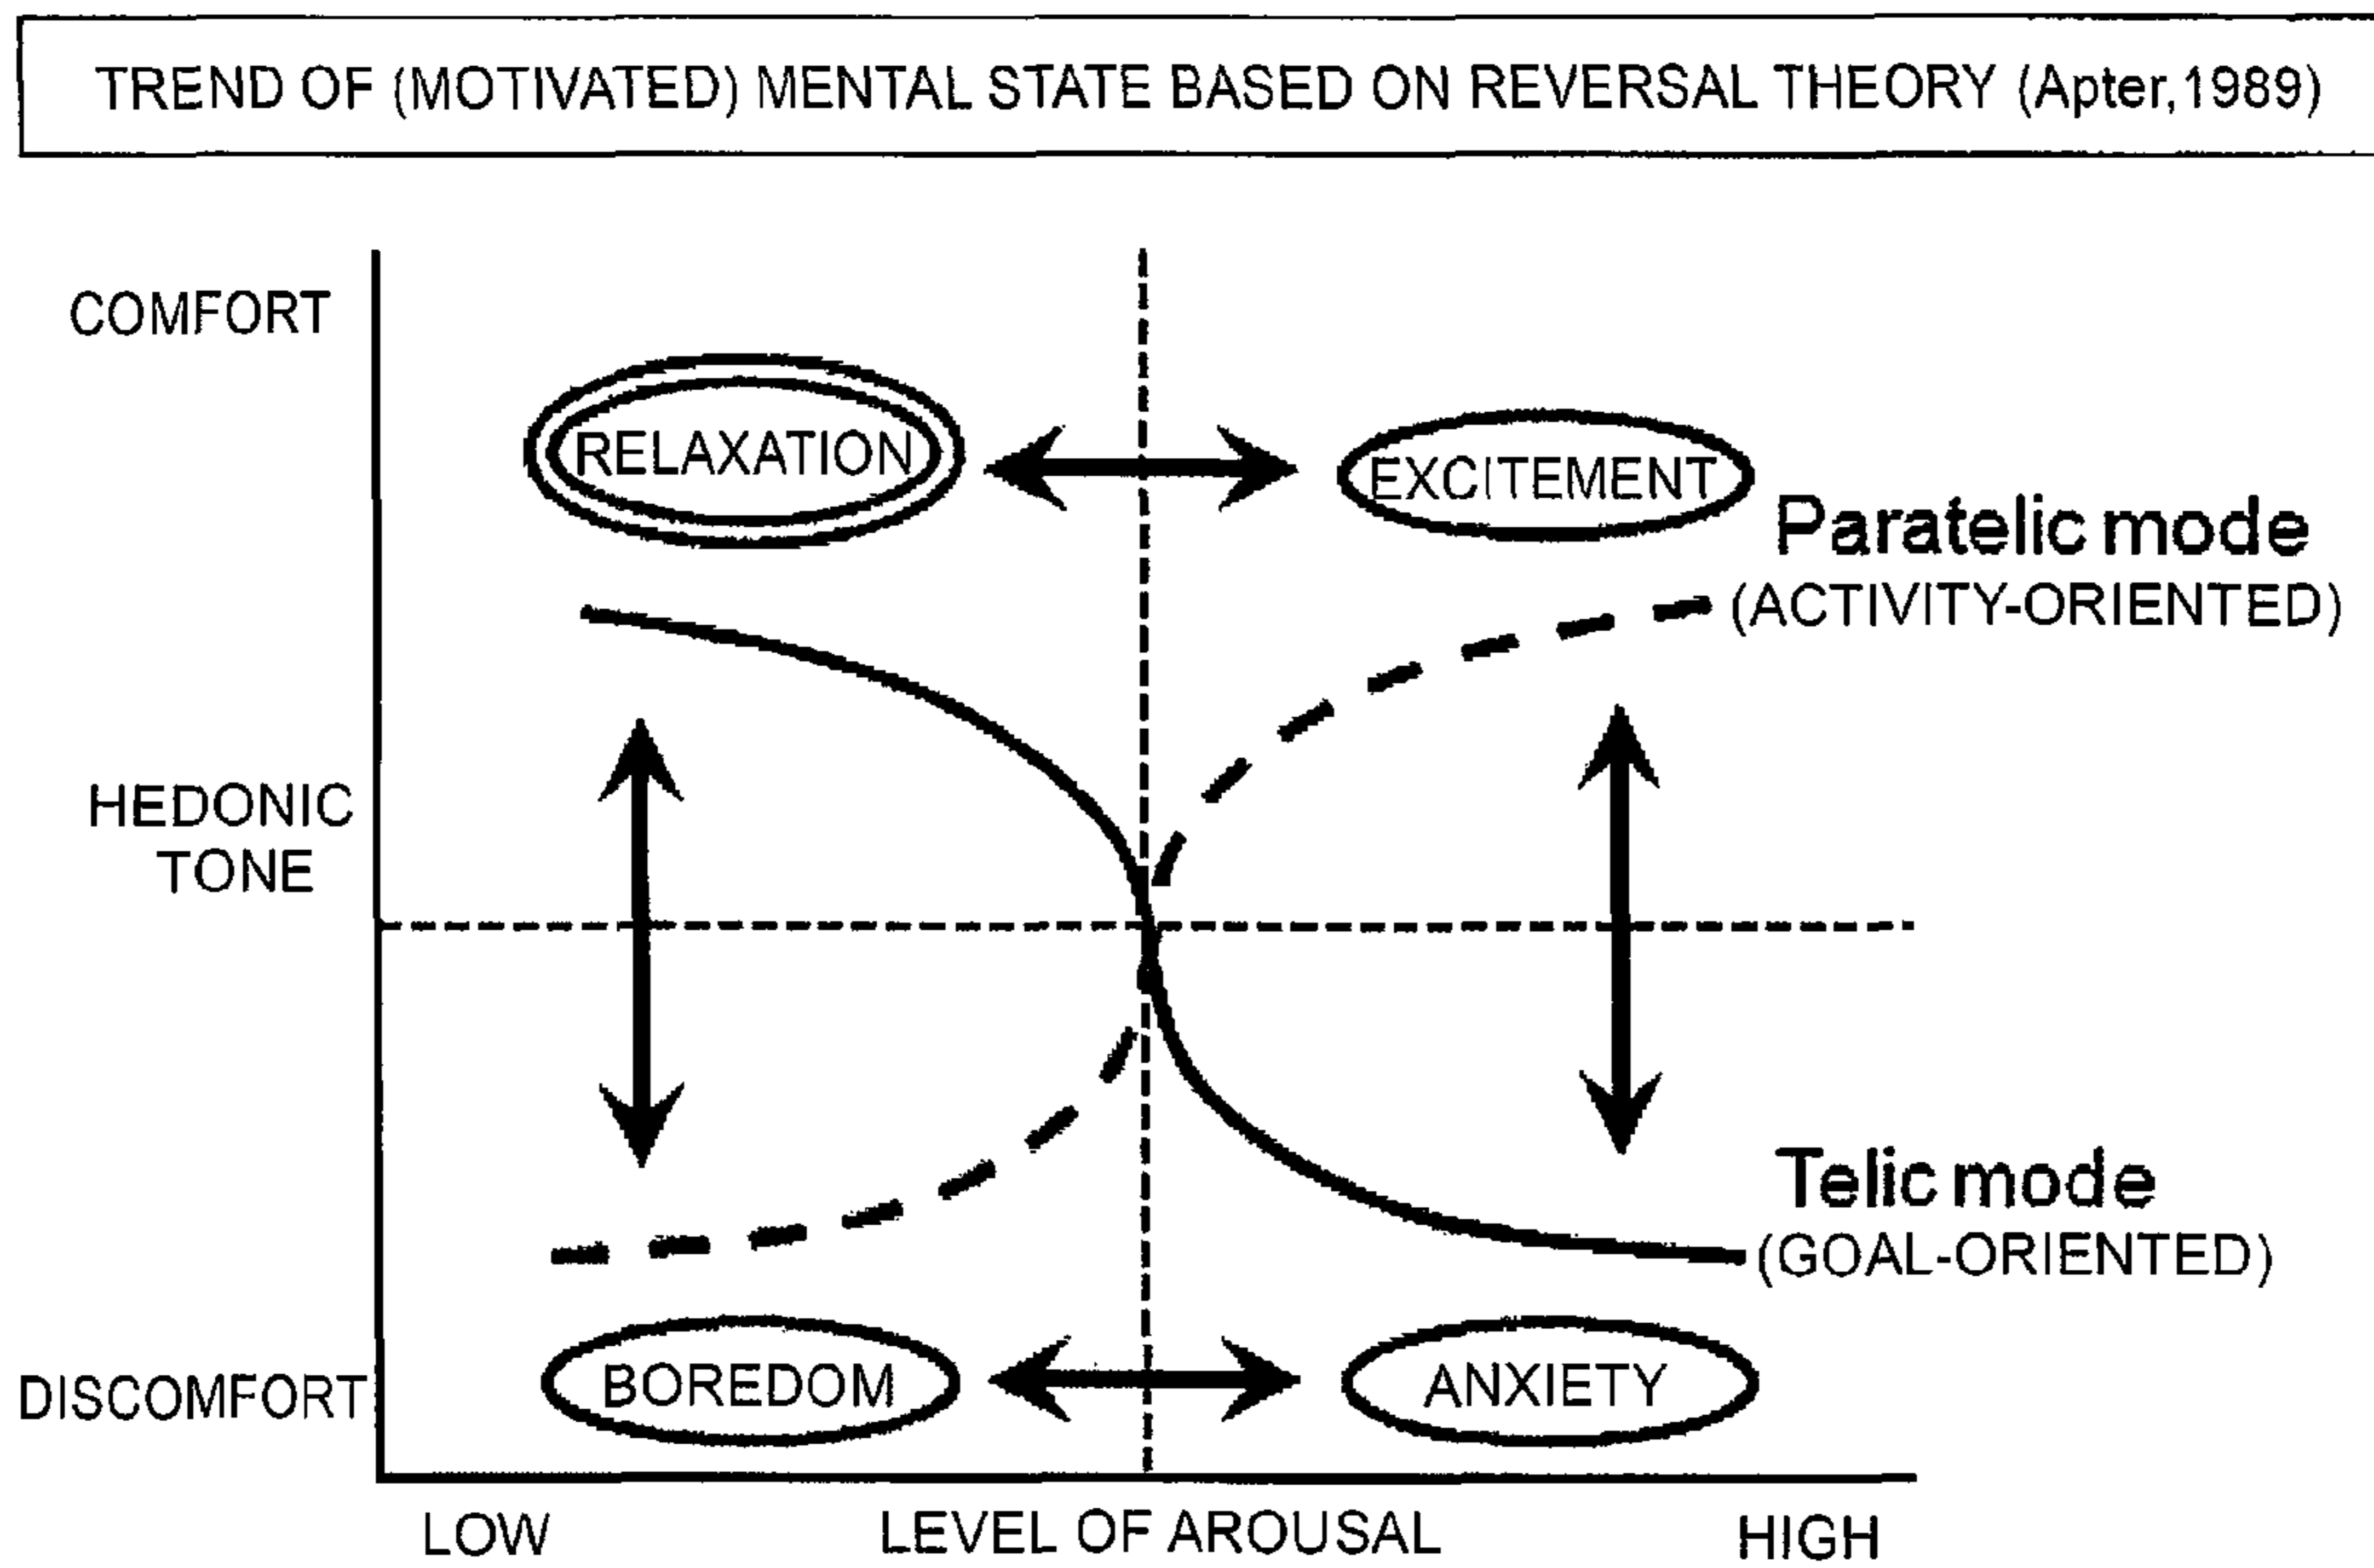 TREND OF (MOTIVATED) MENTAL STATE BASED ON REVERSAL THEORY (Apter,1989)
COMFORT
RELAXATION
EXCITEMENT
Paratelic mode
(ACTIVITY-ORIENTED)
HEDONIC
TONE
Telic mode
(GOAL-ORIENTED)
DISCOMFORT
BOREDOM
ANXIETY
LOW
LEVEL OF AROUSAL
HIGH